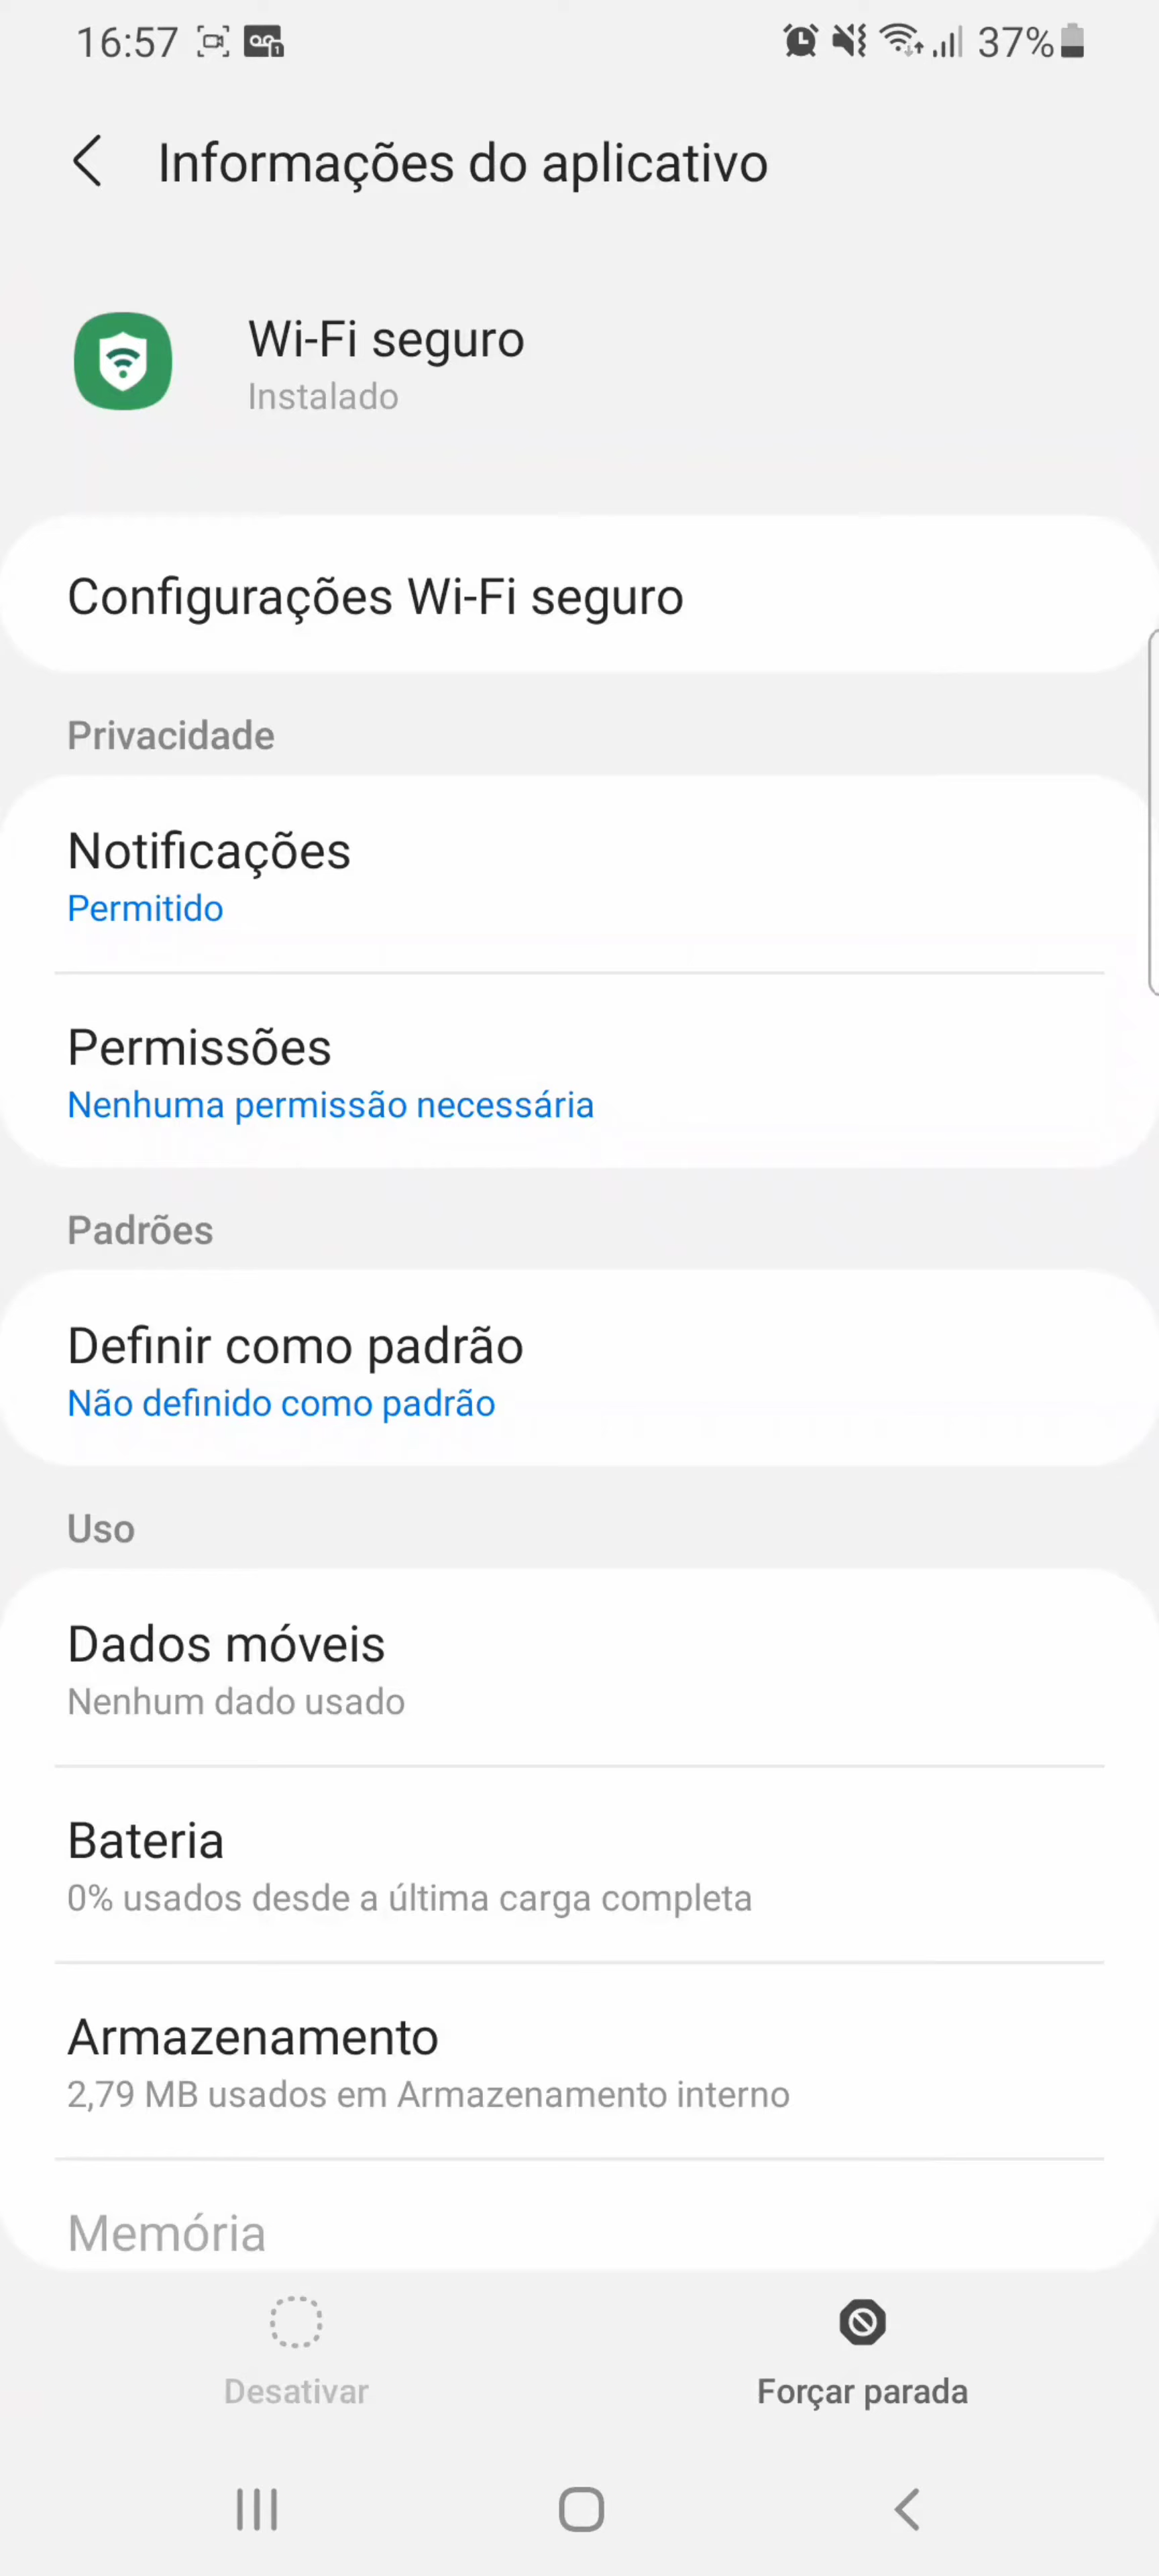 16:57
37%
Informações do aplicativo
Wi-Fi seguro
Instalado
Configurações Wi-Fi seguro
Privacidade
Notificações
Permitido
Permissões
Nenhuma permissão necessária
Padrões
Definir como padrão
Não definido como padrão
Uso
Dados móveis
Nenhum dado usado
Bateria
0% usados desde a última carga completa
Armazenamento
2,79 MB usados em Armazenamento interno
Memória
Desativar
Forçar parada